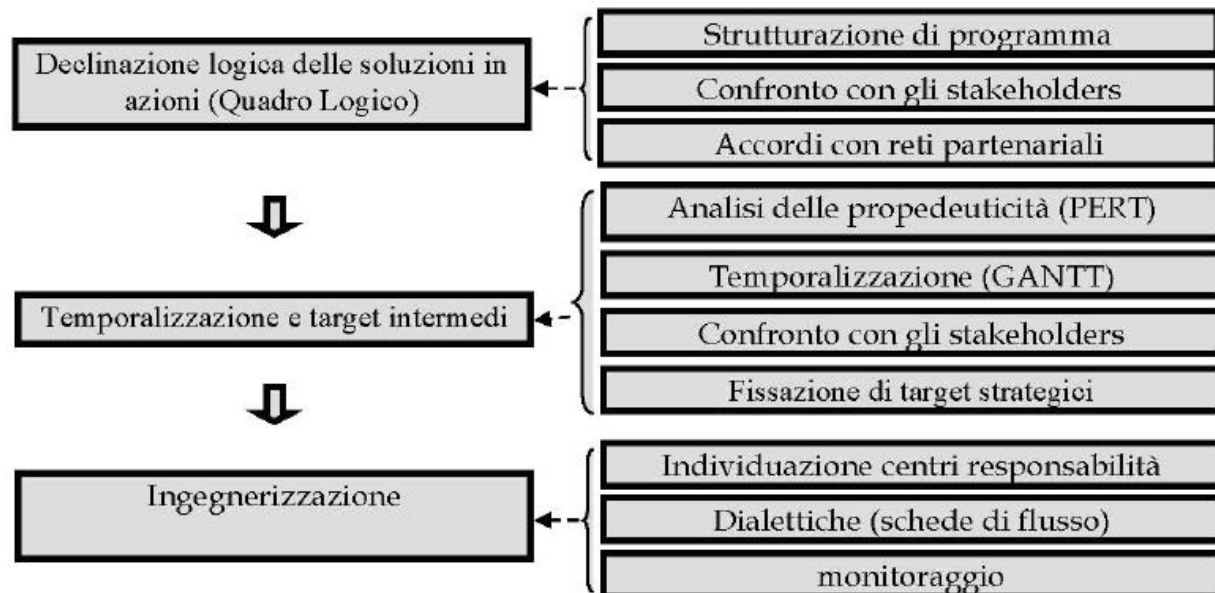 Declinazione logica delle soluzioni in
azioni (Quadro Logico)
Strutturazione di programma
Confronto con gli stakeholders
Accordi con reti partenariali
Temporalizzazione e target intermedi
Analisi delle propedeuticità (PERT)
Temporalizzazione (GANTT)
Confronto con gli stakeholders
Fissazione di target strategici
Ingegnerizzazione
Individuazione centri responsabilità
Dialettiche (schede di flusso)
monitoraggio